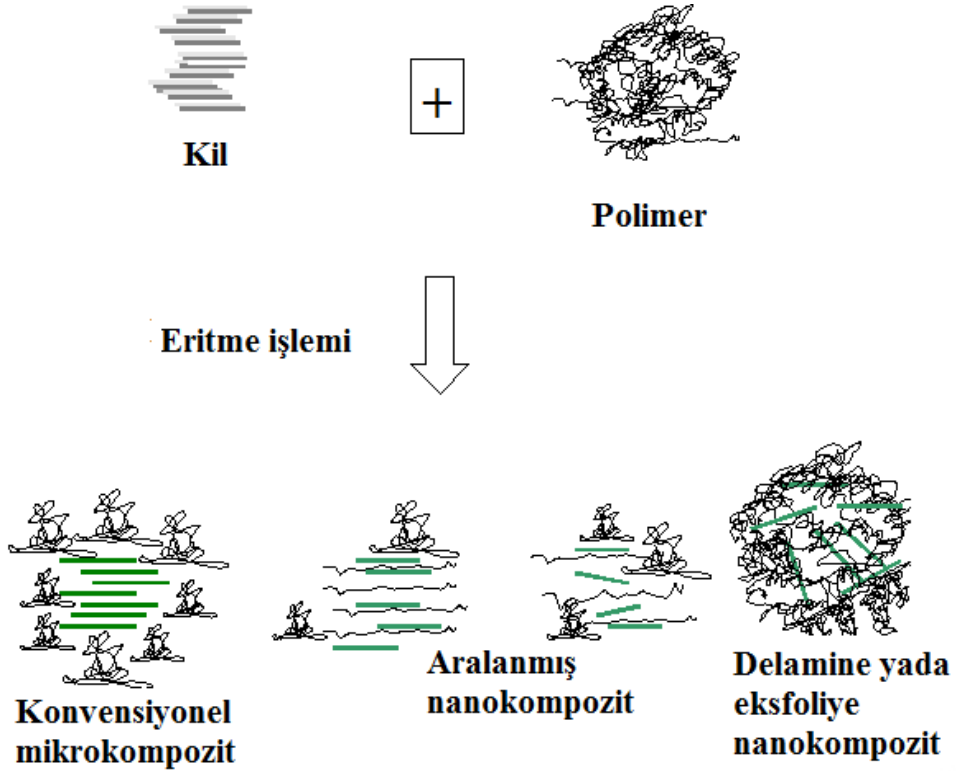 Kil
+
Polimer
Eritme işlemi
Konvensiyonel
mikrokompozit
Aralanmış
nanokompozit
Delamine yada
eksfoliye
nanokompozit